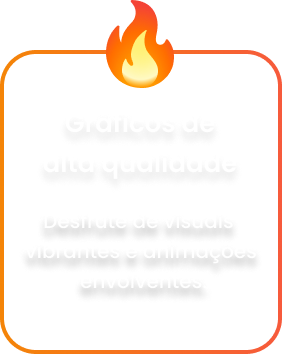 Gráficos de
alta qualidade
Desfrute de visuais
vibrantes e animações
envolventes.